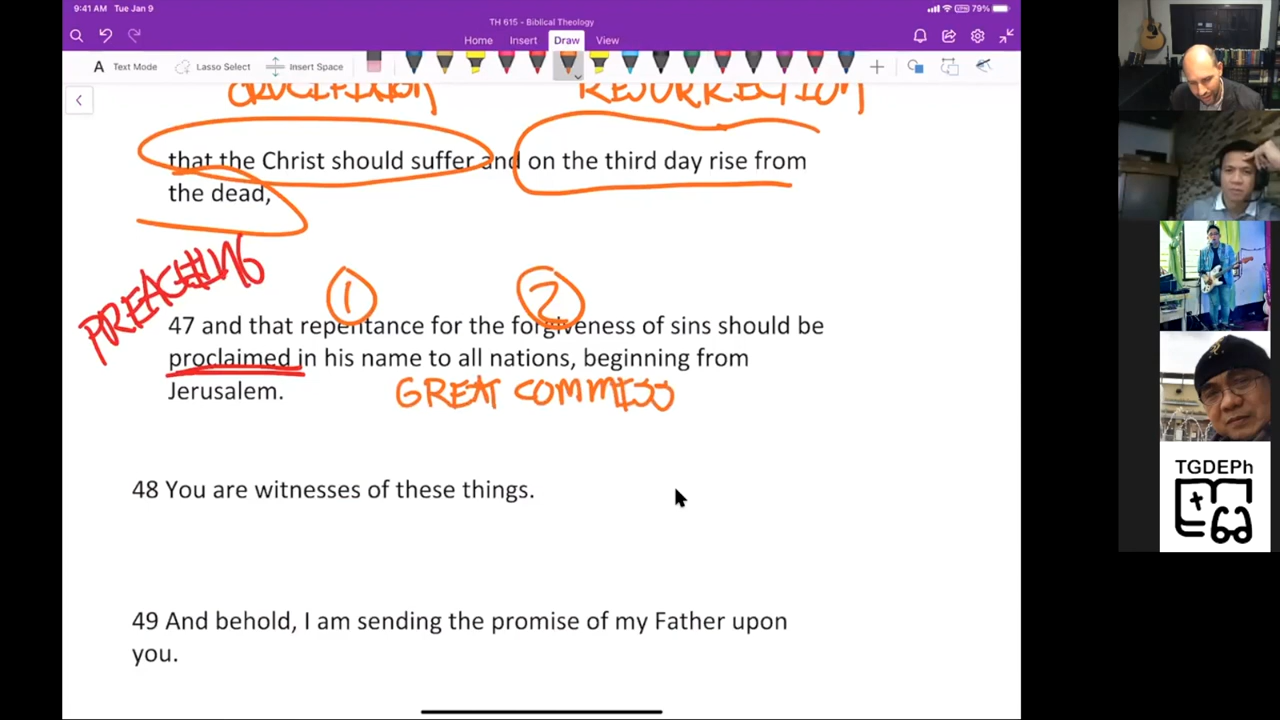 9:41 AM Tue Jan 9
79%
TH 615 - Biblical Theology
Home Insert Draw View
Text Mode Lasso Select Insert Space
CRUCIFIXION RESURRECTION
that the Christ should suffer and on the third day rise from
the dead,
PREACHING
1 2
47 and that repentance for the forgiveness of sins should be
proclaimed in his name to all nations, beginning from
Jerusalem.
GREAT COMMISS
48 You are witnesses of these things.
49 And behold, I am sending the promise of my Father upon
you.
TGDEPh